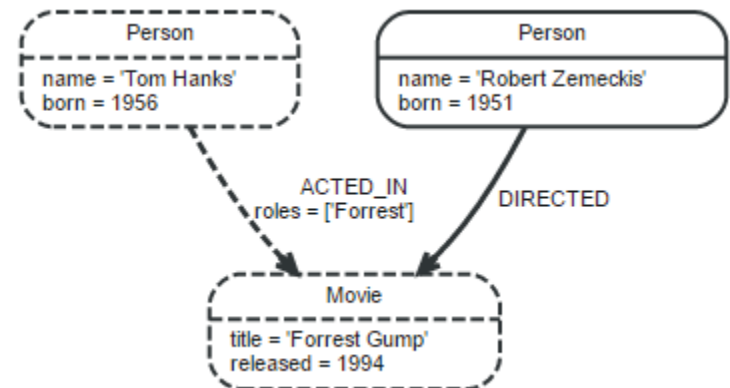 Person
name = 'Tom Hanks'
born = 1956
Person
name = 'Robert Zemeckis'
born = 1951
ACTED_IN
roles = ['Forrest']
DIRECTED
Movie
title = 'Forrest Gump'
released = 1994